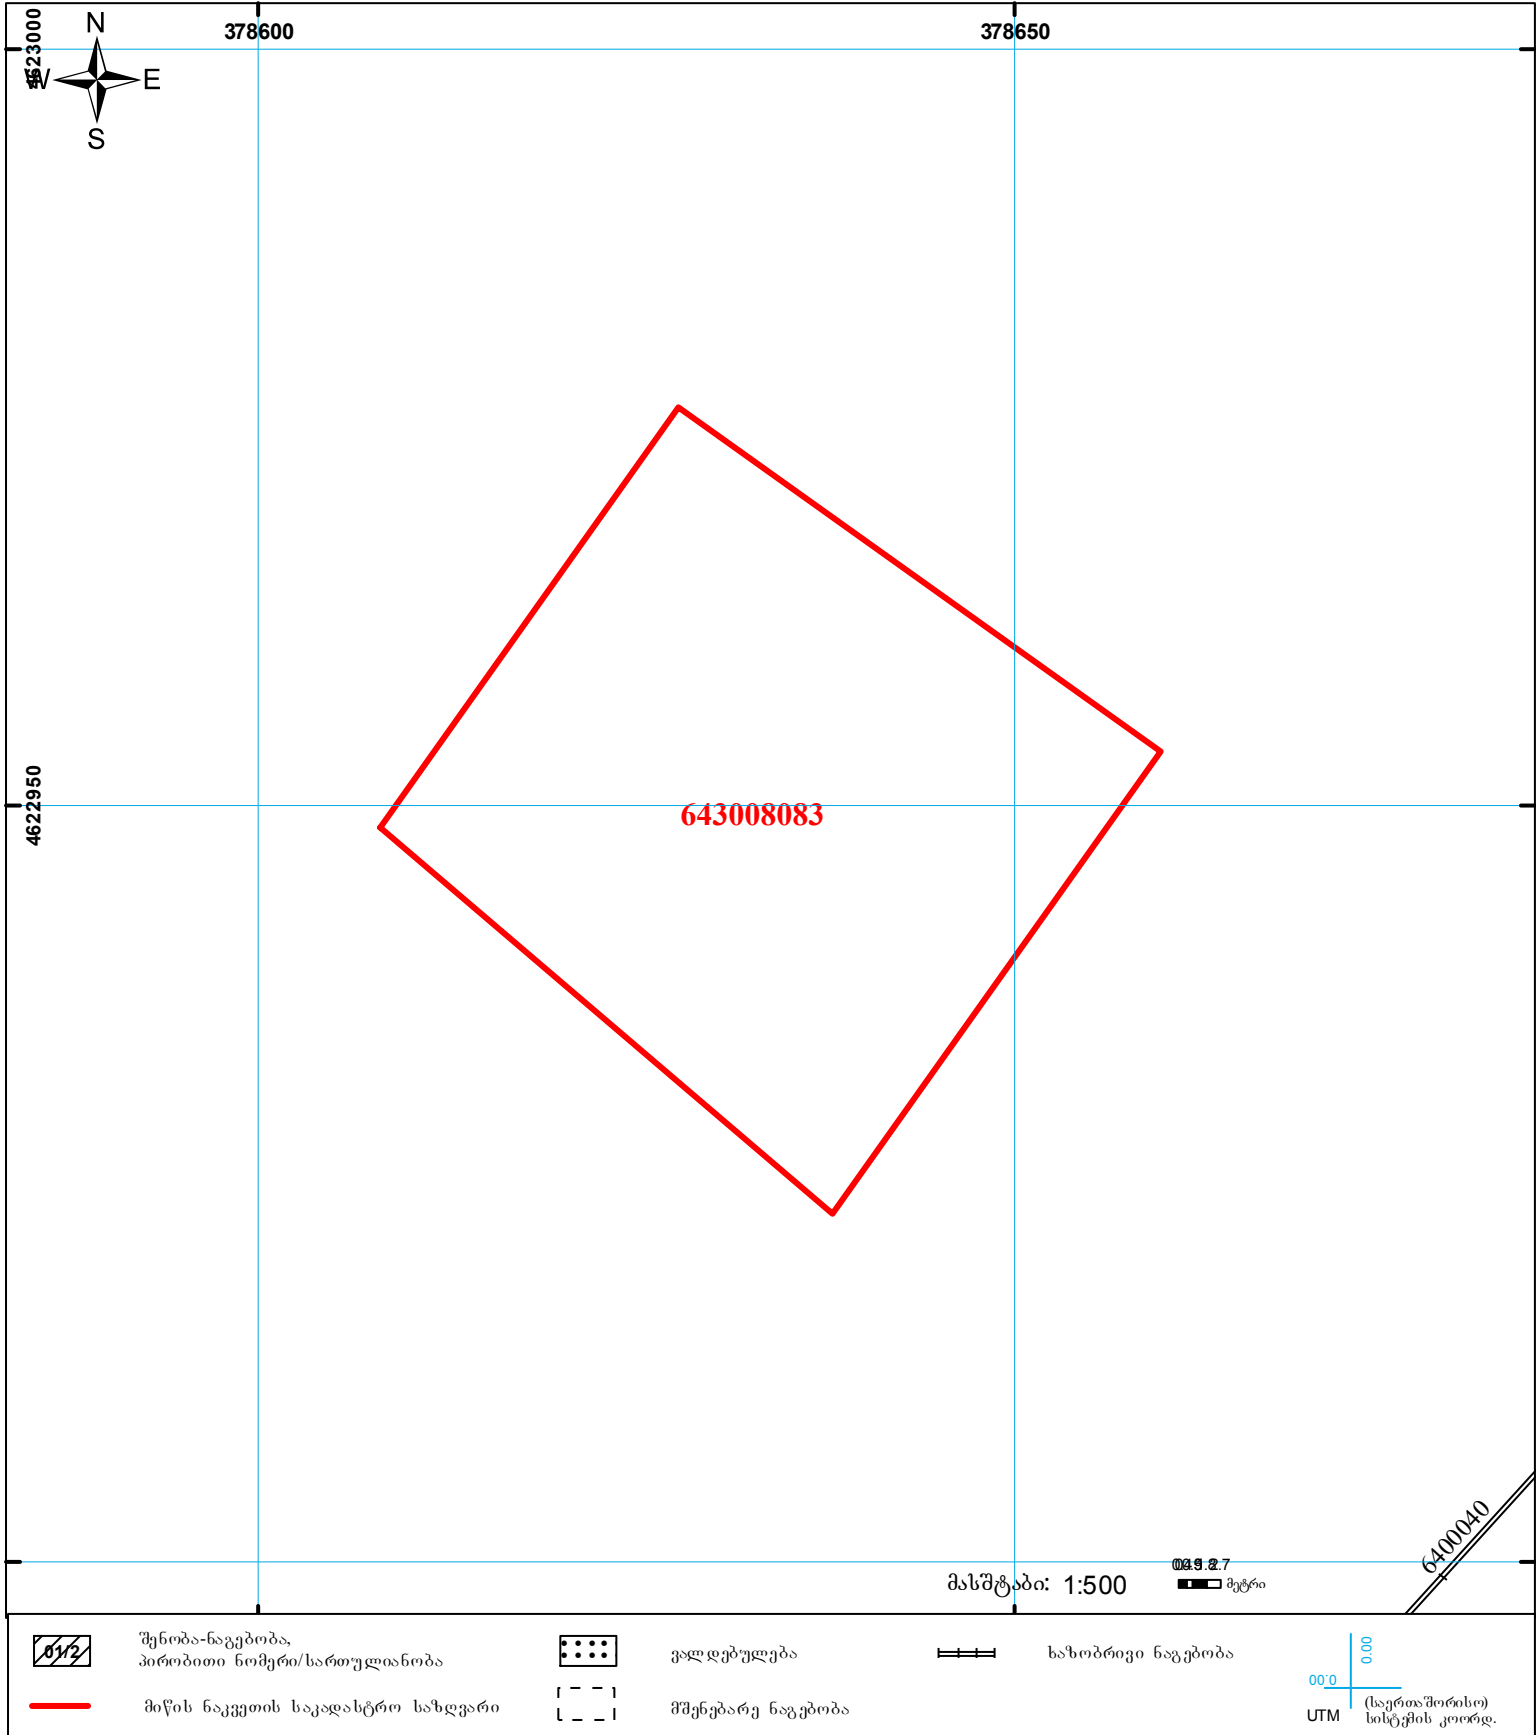 378600
378650
4623000
N
W
E
S
4622950
643008083
6400040
მასშტაბი: 1:500
მეტრი
01/2
შენობა-ნაგებობა,
პირობითი ნომერი/სართულიანობა
ვალდებულება
ხაზობრივი ნაგებობა
მიწის ნაკვეთის საკადასტრო საზღვარი
მშენებარე ნაგებობა
0.00
0.00
UTM
(საერთაშორისო)
სისტემის კოორდ.